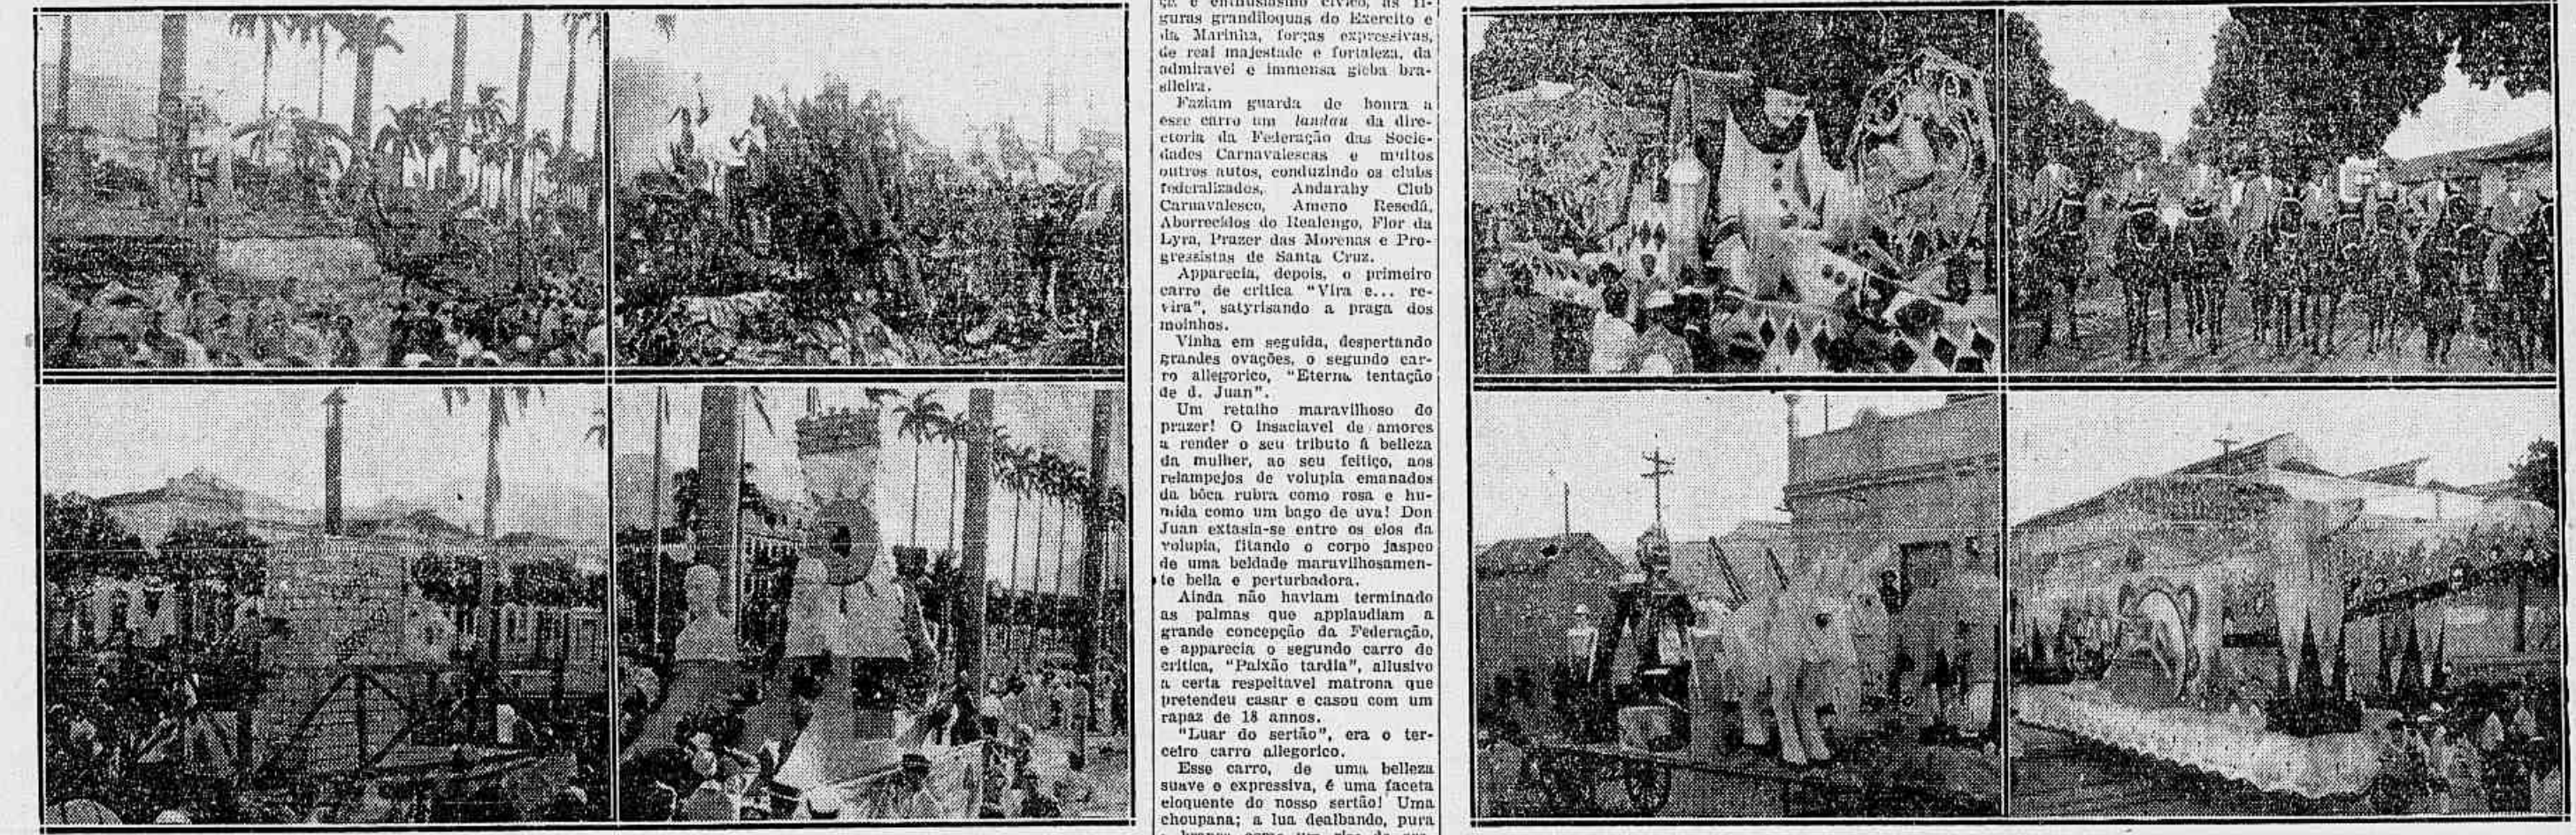 ço e enthusiasmo civico, as fi-
guras grandiloquas do Exercito e
da Marinha, forças expressivas,
de real majestade e fortaleza, da
admiravel e immensa gleba bra-
sileira.
Faziam guarda de honra a
esse carro um landau da dire-
ctoria da Federação das Socie-
dades Carnavalescas e muitos
outros autos, conduzindo os clubs
federalizados, Andarahy Club
Carnavalesco, Ameno Resedá,
Aborrecidos do Realengo, Flor da
Lyra, Prazer das Morenas e Pro-
gressistas de Santa Cruz.
Apparecia, depois, o primeiro
carro de critica "Vira e... re-
vira", satyrisando a praga dos
moinhos.
Vinha em seguida, despertando
grandes ovações, o segundo car-
ro allegorico, "Eterna tentação
de d. Juan".
Um retalho maravilhoso do
prazer! O insaciavel de amores
a render o seu tributo á belleza
da mulher, ao seu feitiço, aos
relampejos de volupia emanados
da bôca rubra como rosa e hu-
mida como um bago de uva! Don
Juan extasia-se entre os elos da
volupia, fitando o corpo jaspeo
de uma beldade maravilhosamen-
te bella e perturbadora.
Ainda não haviam terminado
as palmas que applaudiam a
grande concepção da Federação,
e apparecia o segundo carro de
critica, "Paixão tardia", allusivo
a certa respeitavel matrona que
pretendeu casar e casou com um
rapaz de 18 annos.
"Luar do sertão", era o ter-
ceiro carro allegorico.
Esse carro, de uma belleza
suave e expressiva, é uma faceta
eloquente do nosso sertão! Uma
choupana; a lua dealbando, pura